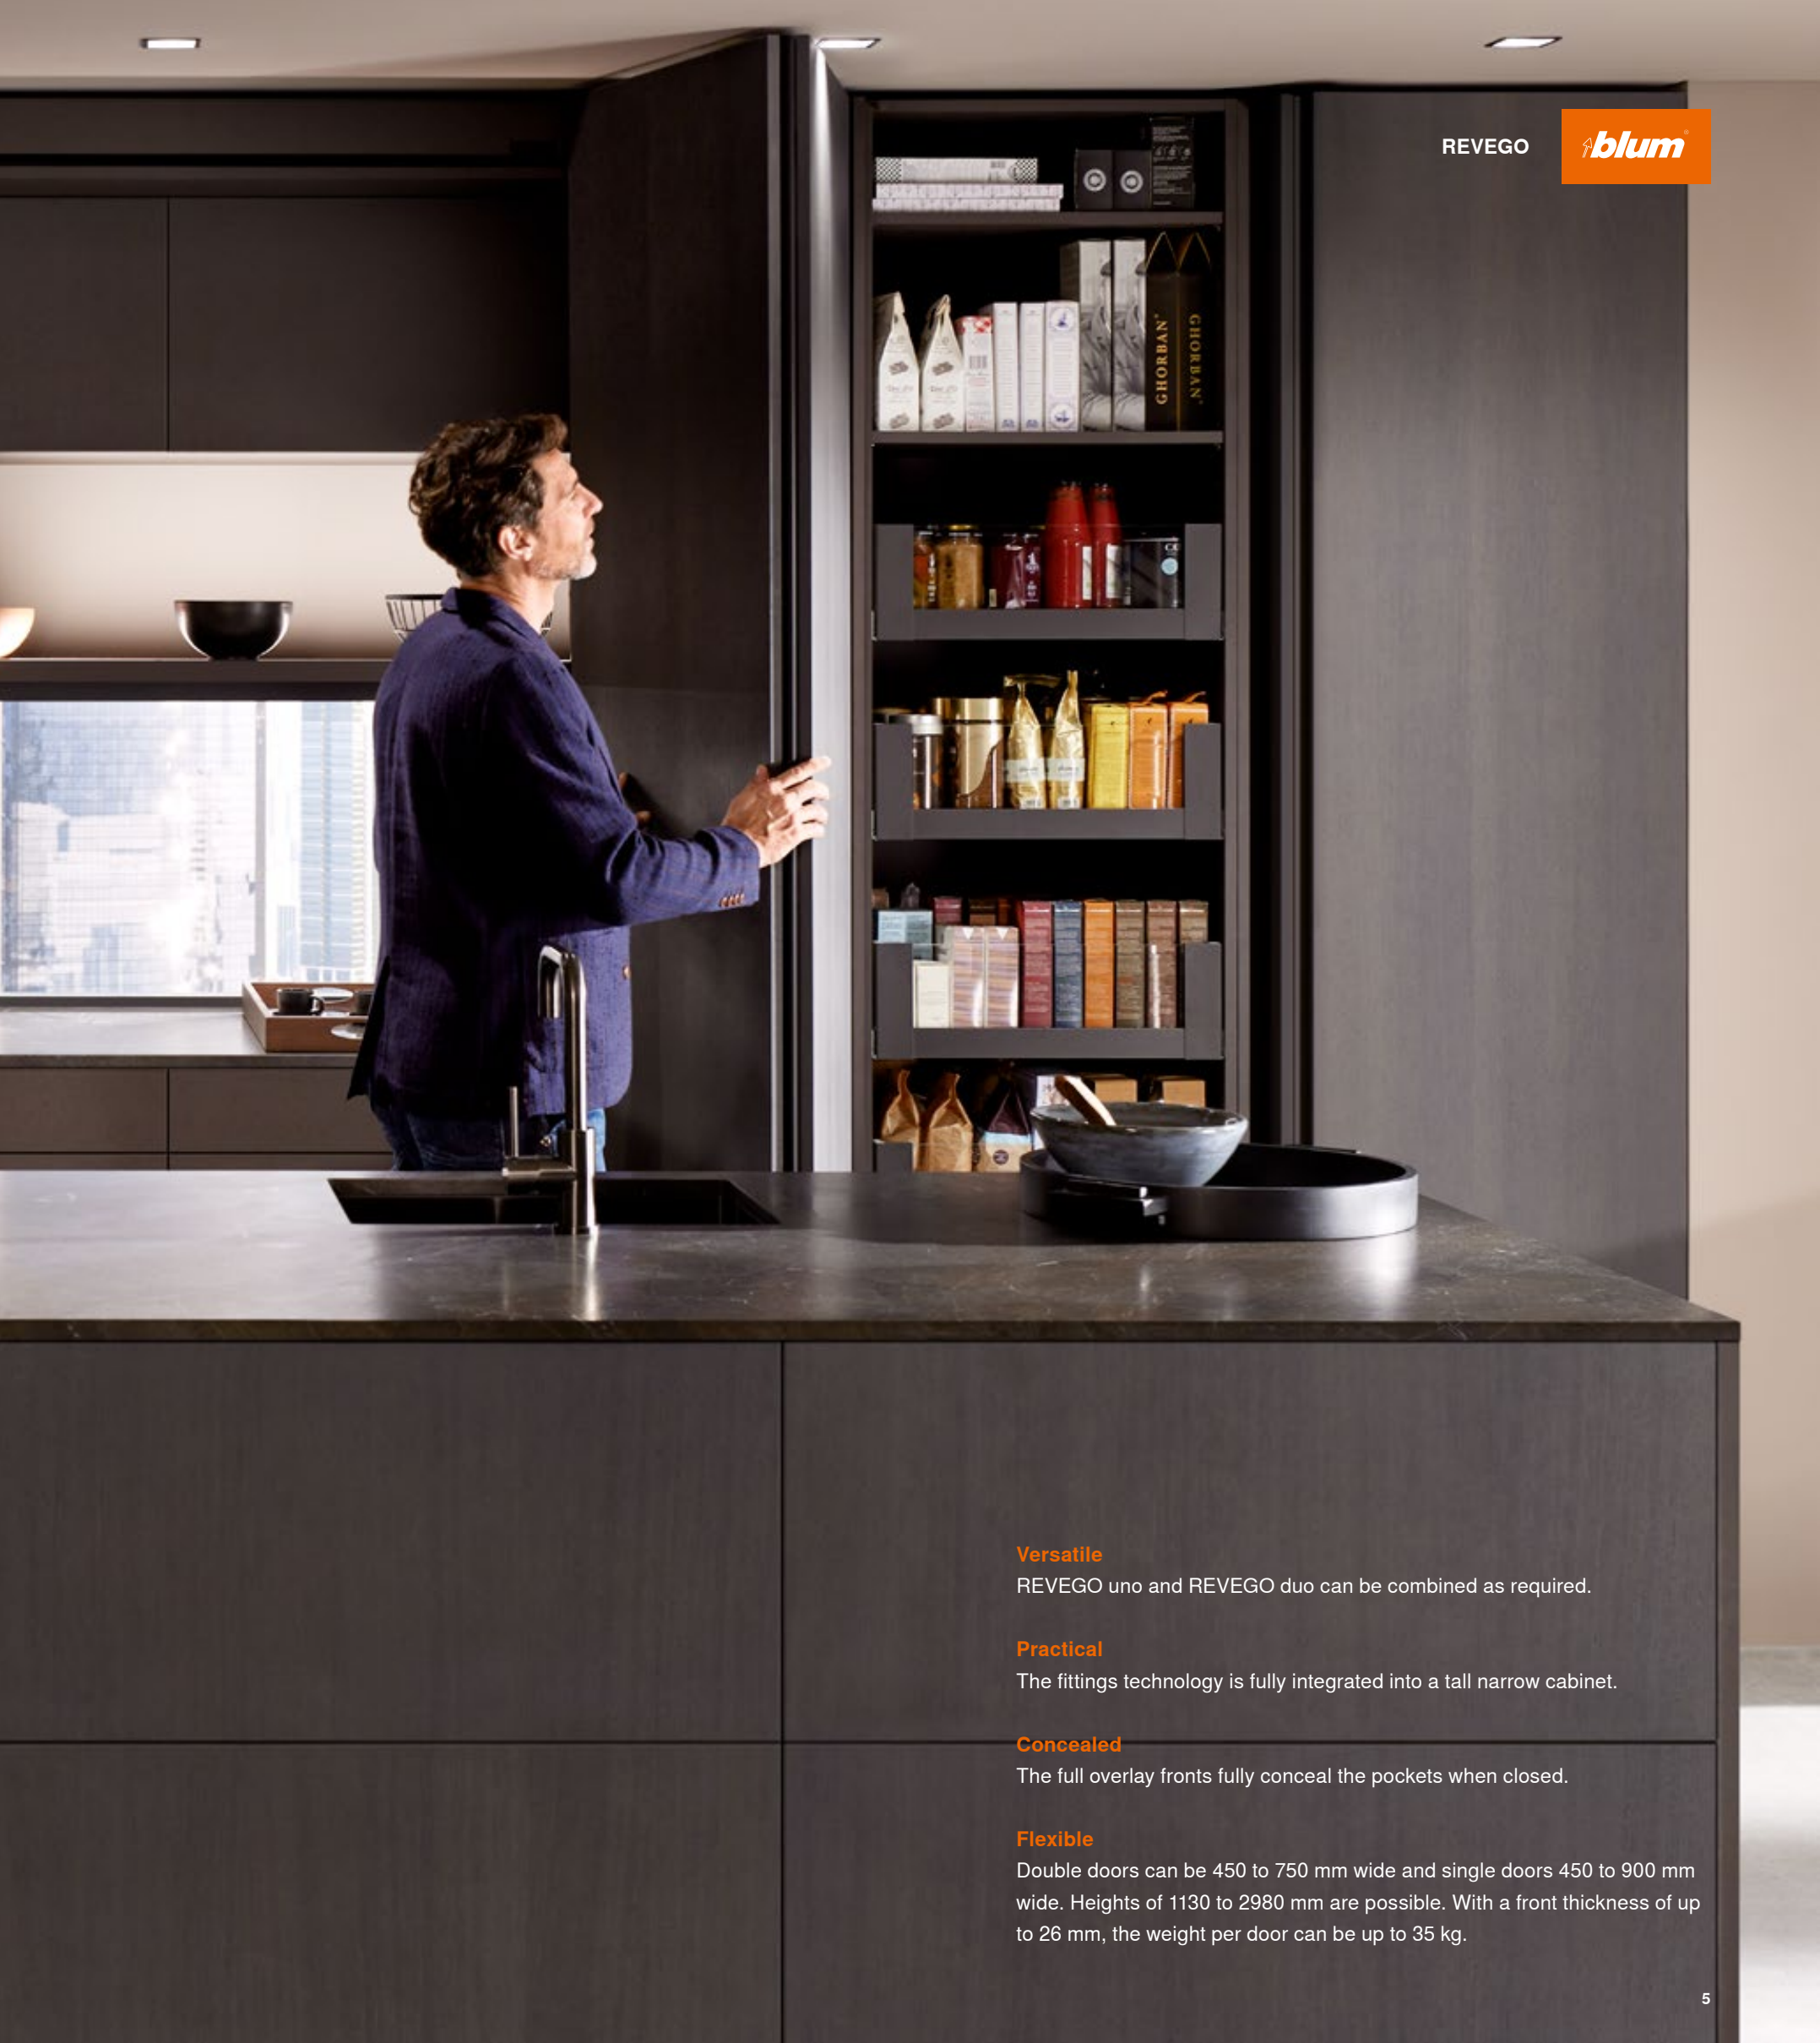 REVEGO
blum
GHORBAN
GHORBAN
Versatile
REVEGO uno and REVEGO duo can be combined as required.
Practical
The fittings technology is fully integrated into a tall narrow cabinet.
Concealed
The full overlay fronts fully conceal the pockets when closed.
Flexible
Double doors can be 450 to 750 mm wide and single doors 450 to 900 mm
wide. Heights of 1130 to 2980 mm are possible. With a front thickness of up
to 26 mm, the weight per door can be up to 35 kg.
5